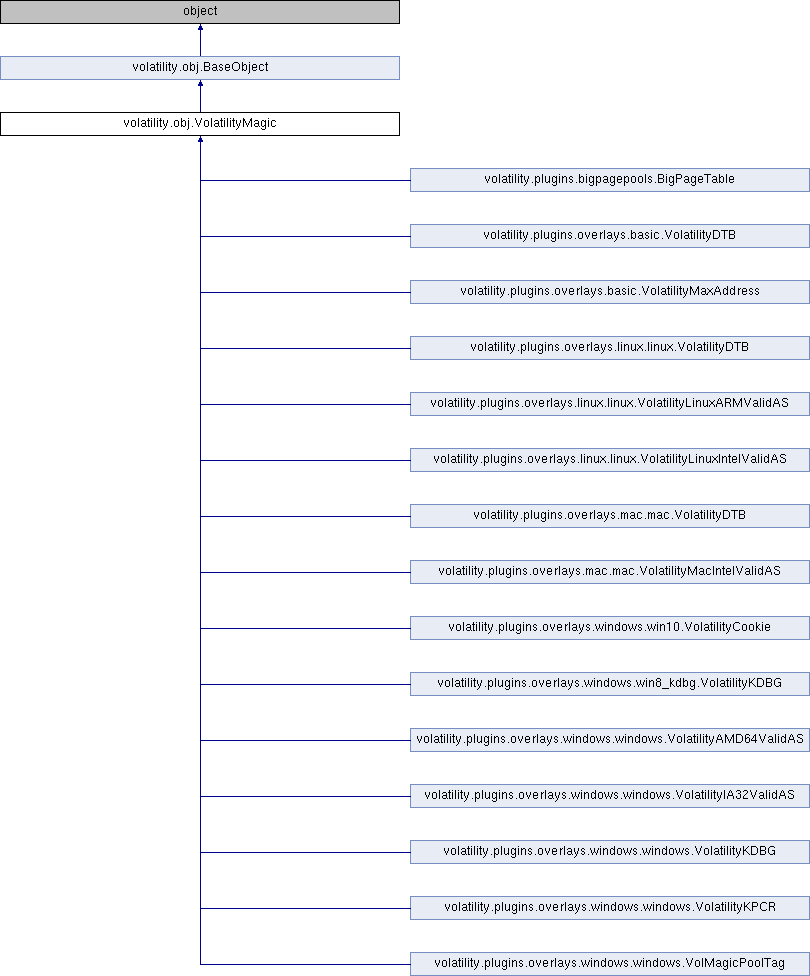 object
volatility.obj.BaseObject
volatility.obj.VolatilityMagic
volatility.plugins.bigpagepools.BigPageTable
volatility.plugins.overlays.basic.VolatilityDTB
volatility.plugins.overlays.basic.VolatilityMaxAddress
volatility.plugins.overlays.linux.linux.VolatilityDTB
volatility.plugins.overlays.linux.linux.VolatilityLinuxARMValidAS
volatility.plugins.overlays.linux.linux.VolatilityLinuxIntelValidAS
volatility.plugins.overlays.mac.mac.VolatilityDTB
volatility.plugins.overlays.mac.mac.VolatilityMacIntelValidAS
volatility.plugins.overlays.windows.win10.VolatilityCookie
volatility.plugins.overlays.windows.win8_kdbg.VolatilityKDBG
volatility.plugins.overlays.windows.windows.VolatilityAMD64ValidAS
volatility.plugins.overlays.windows.windows.VolatilityIA32ValidAS
volatility.plugins.overlays.windows.windows.VolatilityKDBG
volatility.plugins.overlays.windows.windows.VolatilityKPCR
volatility.plugins.overlays.windows.windows.VolMagicPoolTag